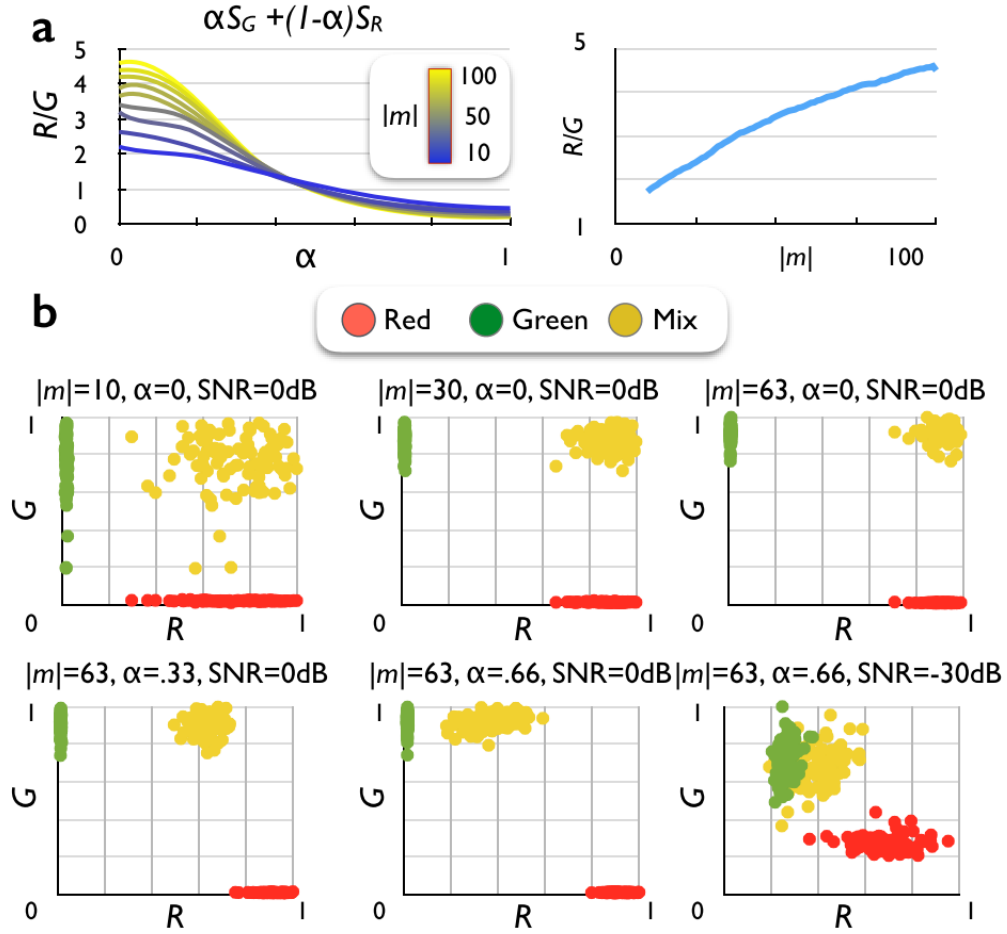 a
αS_G +(1-α)S_R
5
4
3
2
1
0
R/G
0
α
1
|m|
100
50
10
5
1
R/G
0
|m|
100
b
Red Green Mix
|m|=10, α=0, SNR=0dB
1
G
0
R
1
|m|=30, α=0, SNR=0dB
1
G
0
R
1
|m|=63, α=0, SNR=0dB
1
G
0
R
1
|m|=63, α=.33, SNR=0dB
1
G
0
R
1
|m|=63, α=.66, SNR=0dB
1
G
0
R
1
|m|=63, α=.66, SNR=-30dB
1
G
0
R
1